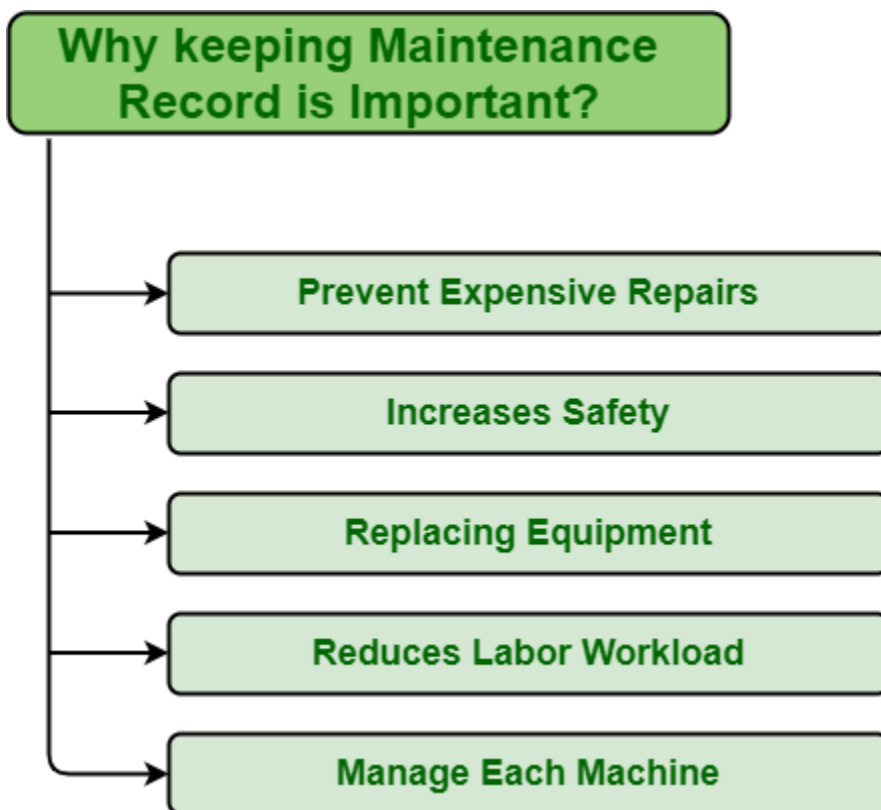 Why keeping Maintenance
Record is Important?
Prevent Expensive Repairs
Increases Safety
Replacing Equipment
Reduces Labor Workload
Manage Each Machine